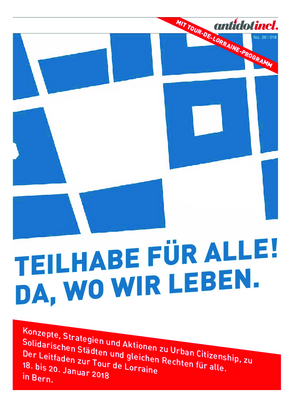 antidotincl.
MIT TOUR-DE-LORRAINE-PROGRAMM
TEILHABE FÜR ALLE!
DA, WO WIR LEBEN.
Konzepte, Strategien und Aktionen zu Urban Citizenship, zu
Solidarischen Städten und gleichen Rechten für alle.
Der Leitfaden zur Tour de Lorraine
18. bis 20. Januar 2018
in Bern.